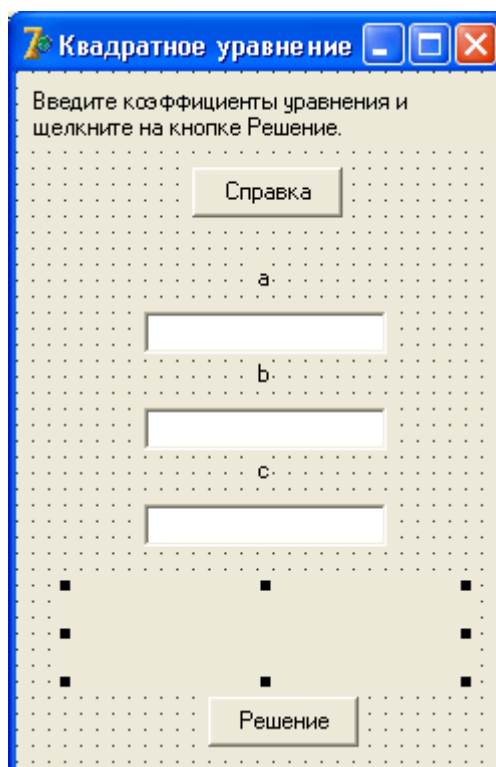 Квадратное уравнение
Введите коэффициенты уравнения и
щелкните на кнопке Решение.
Справка
a
b
c
Решение